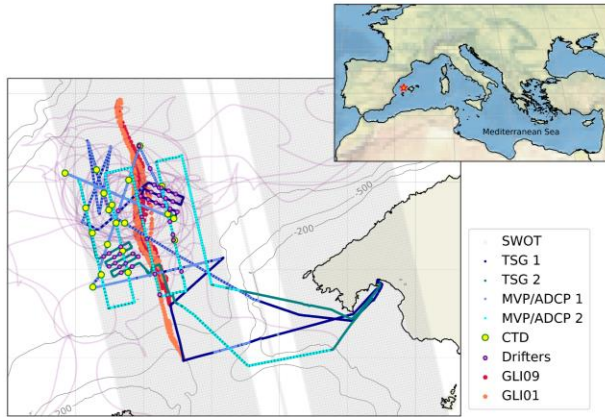 Mediterranean Sea
-500
-200
-200
SWOT
TSG 1
TSG 2
MVP/ADCP 1
MVP/ADCP 2
CTD
Drifters
GLI09
GLI01